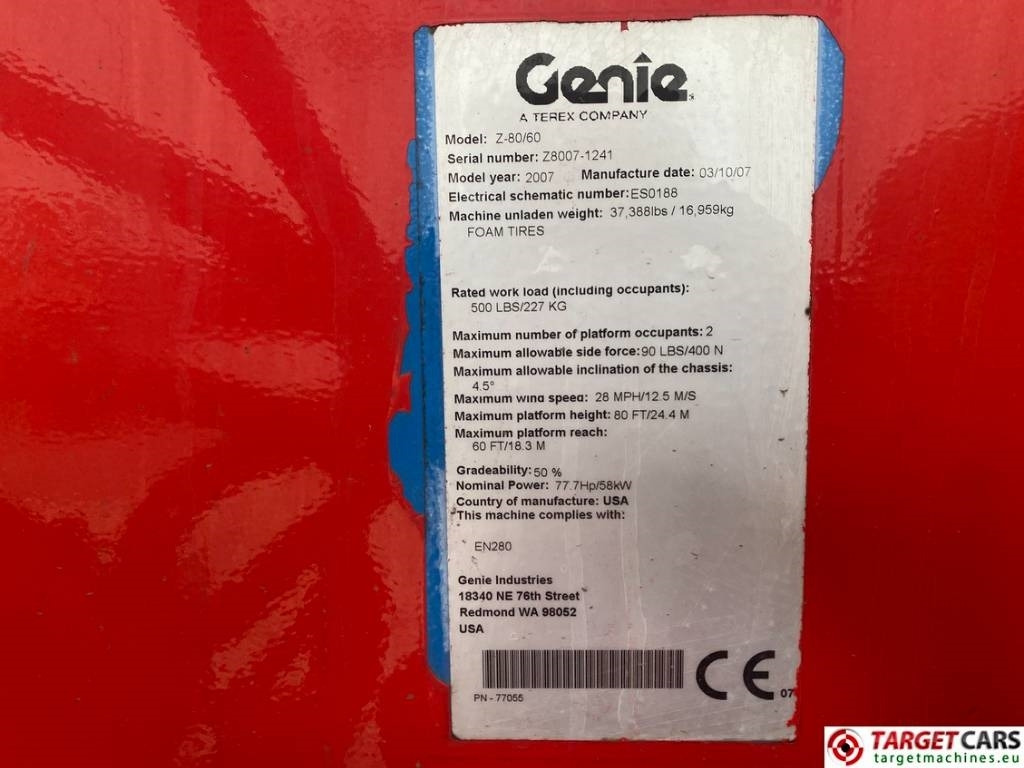 Genie
A TEREX COMPANY
Model: Z-80/60
Serial number: Z8007-1241
Model year: 2007 Manufacture date: 03/10/07
Electrical schematic number:ES0188
Machine unladen weight: 37,388lbs / 16,959kg
FOAM TIRES
Rated work load (including occupants):
500 LBS/227 KG
Maximum number of platform occupants: 2
Maximum allowable side force:90 LBS/400 N
Maximum allowable inclination of the chassis:
4.5°
Maximum wind speed: 28 MPH/12.5 M/S
Maximum platform height: 80 FT/24.4 M
Maximum platform reach:
60 FT/18.3 M
Gradeability: 50 %
Nominal Power: 77.7Hp/58kW
Country of manufacture: USA
This machine complies with:
EN280
Genie Industries
18340 NE 76th Street
Redmond WA 98052
USA
CE 07
PN - 77055
TARGETCARS
targetmachines.eu